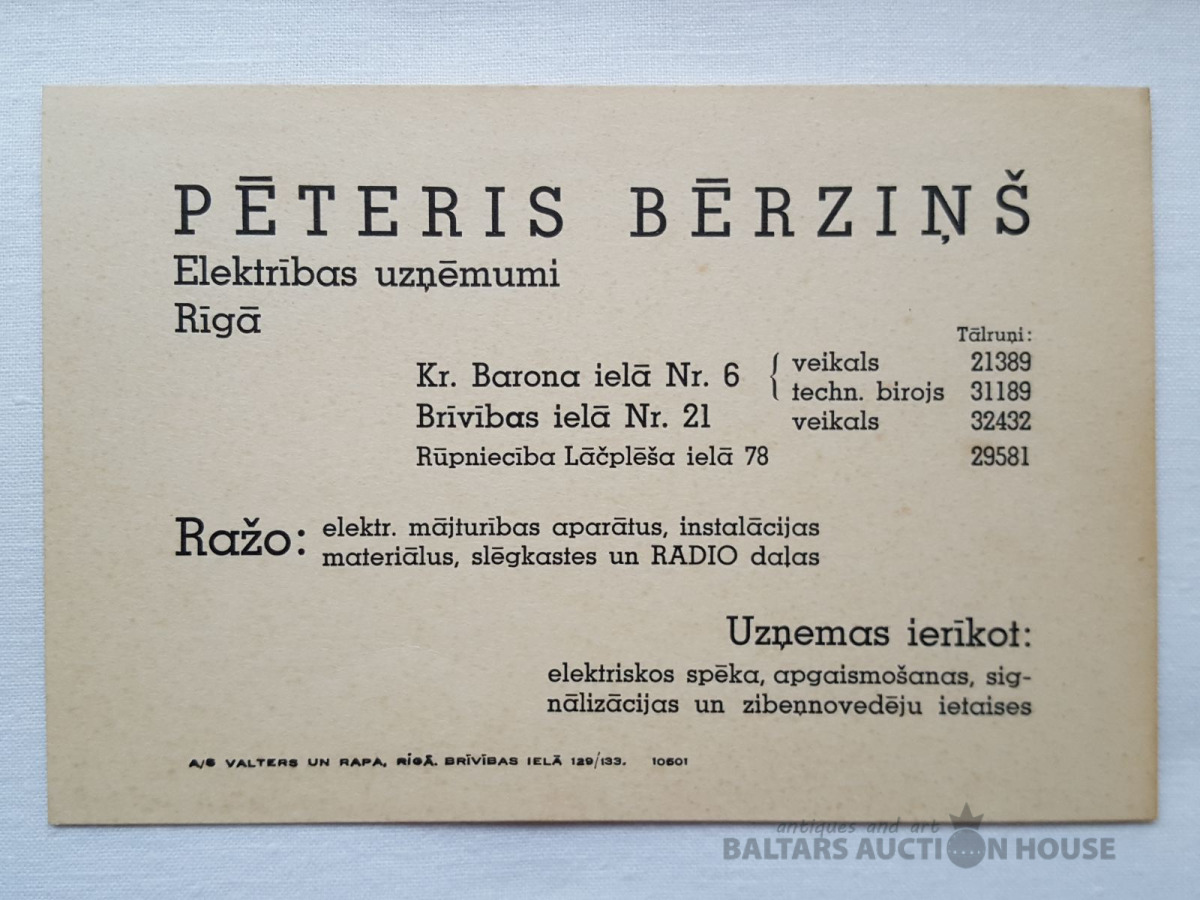 PĒTERIS BĒRZIŅŠ
Elektrības uzņēmumi
Rīgā
Tālruņi:
Kr. Barona ielā Nr. 6 { veikals 21389
techn. birojs 31189
Brīvības ielā Nr. 21 veikals 32432
Rūpniecība Lāčplēša ielā 78 29581
Ražo: elektr. mājturības aparātus, instalācijas
materiālus, slēgkastes un RADIO daļas
Uzņemas ierīkot:
elektriskos spēka, apgaismošanas, sig-
nālizācijas un zibeņnovedēju ietaises
A/S VALTERS UN RAPA, RĪGĀ. BRĪVĪBAS IELĀ 129/133. 10601
antiques and art
BALTARS AUCTION HOUSE